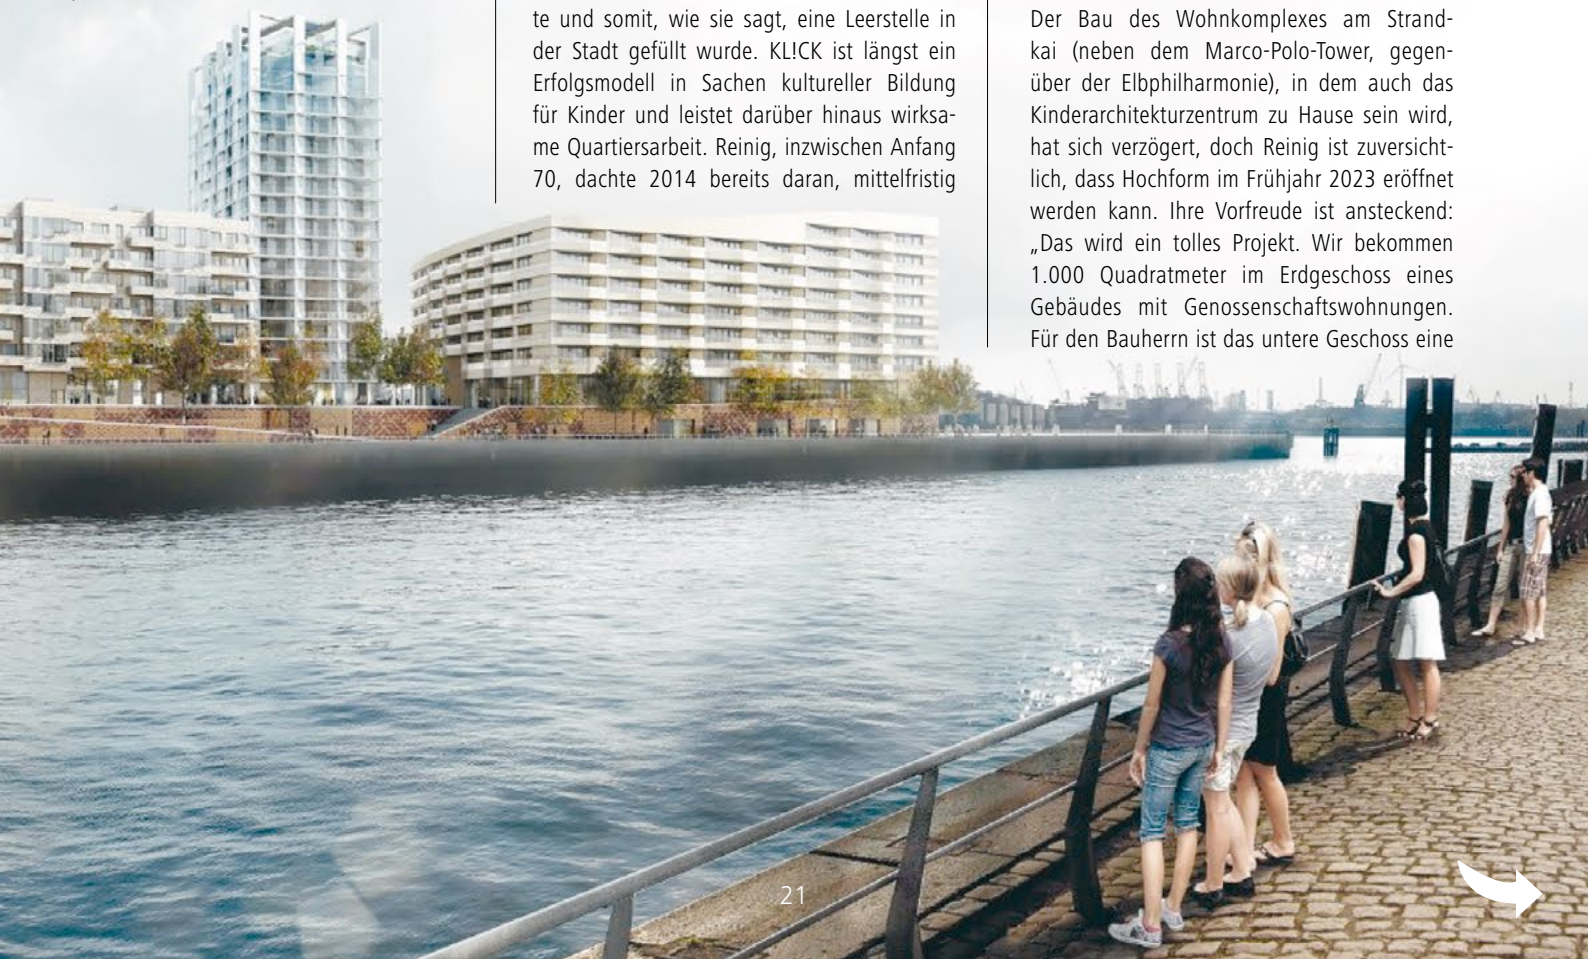 te und somit, wie sie sagt, eine Leerstelle in
der Stadt gefüllt wurde. KL!CK ist längst ein
Erfolgsmodell in Sachen kultureller Bildung
für Kinder und leistet darüber hinaus wirksa-
me Quartiersarbeit. Reinig, inzwischen Anfang
70, dachte 2014 bereits daran, mittelfristig
Der Bau des Wohnkomplexes am Strand-
kai (neben dem Marco-Polo-Tower, gegen-
über der Elbphilharmonie), in dem auch das
Kinderarchitekturzentrum zu Hause sein wird,
hat sich verzögert, doch Reinig ist zuversicht-
lich, dass Hochform im Frühjahr 2023 eröffnet
werden kann. Ihre Vorfreude ist ansteckend:
„Das wird ein tolles Projekt. Wir bekommen
1.000 Quadratmeter im Erdgeschoss eines
Gebäudes mit Genossenschaftswohnungen.
Für den Bauherrn ist das untere Geschoss eine
21